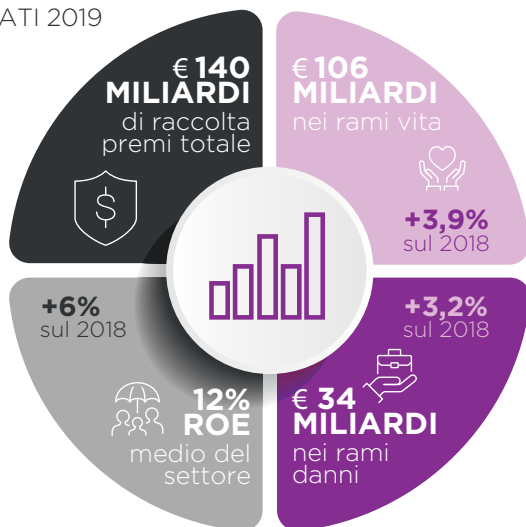 ATI 2019
€ 140
MILIARDI
di raccolta
premi totale
$
€ 106
MILIARDI
nei rami vita
+3,9%
sul 2018
+6%
sul 2018
12%
ROE
medio del
settore
+3,2%
sul 2018
€ 34
MILIARDI
nei rami
danni